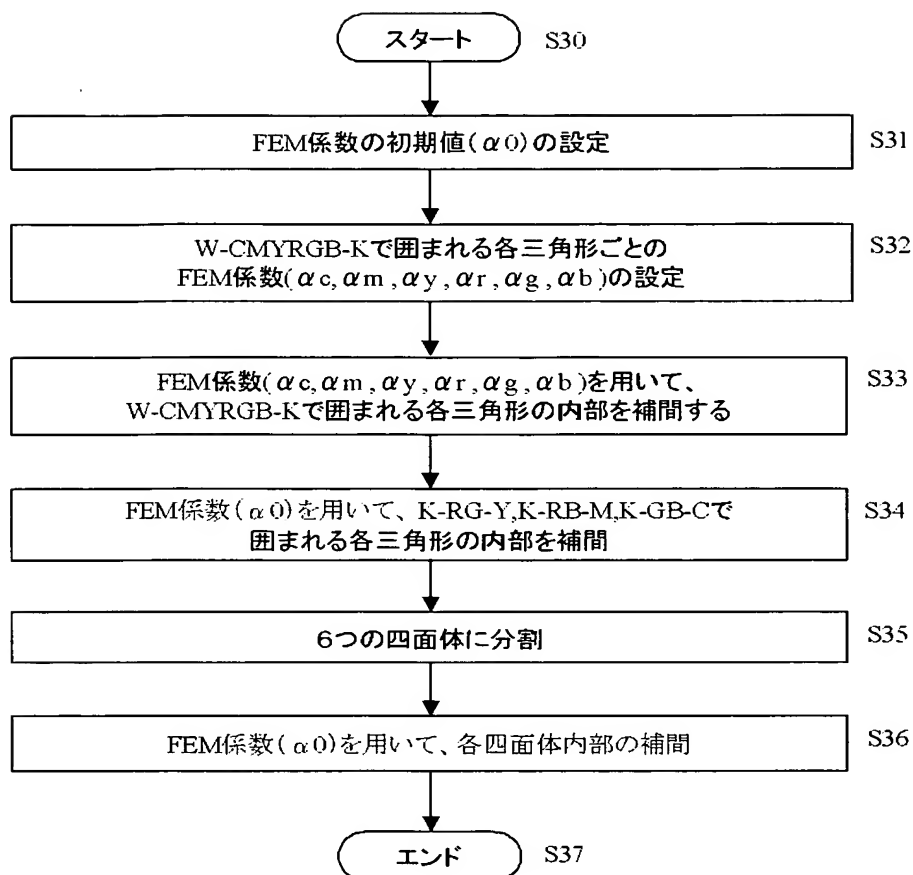 スタート S30
FEM係数の初期値(α0)の設定 S31
W-CMYRGB-Kで囲まれる各三角形ごとの
FEM係数(αc,αm,αy,αr,αg,αb)の設定 S32
FEM係数(αc,αm,αy,αr,αg,αb)を用いて、
W-CMYRGB-Kで囲まれる各三角形の内部を補間する S33
FEM係数(α0)を用いて、K-RG-Y,K-RB-M,K-GB-Cで
囲まれる各三角形の内部を補間 S34
6つの四面体に分割 S35
FEM係数(α0)を用いて、各四面体内部の補間 S36
エンド S37